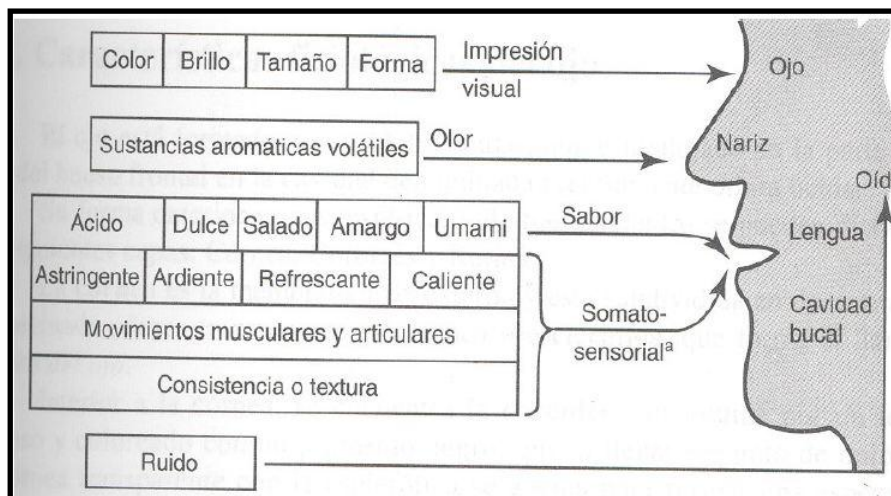 Color Brillo Tamaño Forma
Impresión
visual
Ojo
Sustancias aromáticas volátiles
Olor
Nariz
Oíd
Ácido Dulce Salado Amargo Umami
Sabor
Lengua
Astringente Ardiente Refrescante Caliente
Movimientos musculares y articulares
Consistencia o textura
Somato-
sensorialª
Cavidad
bucal
Ruido